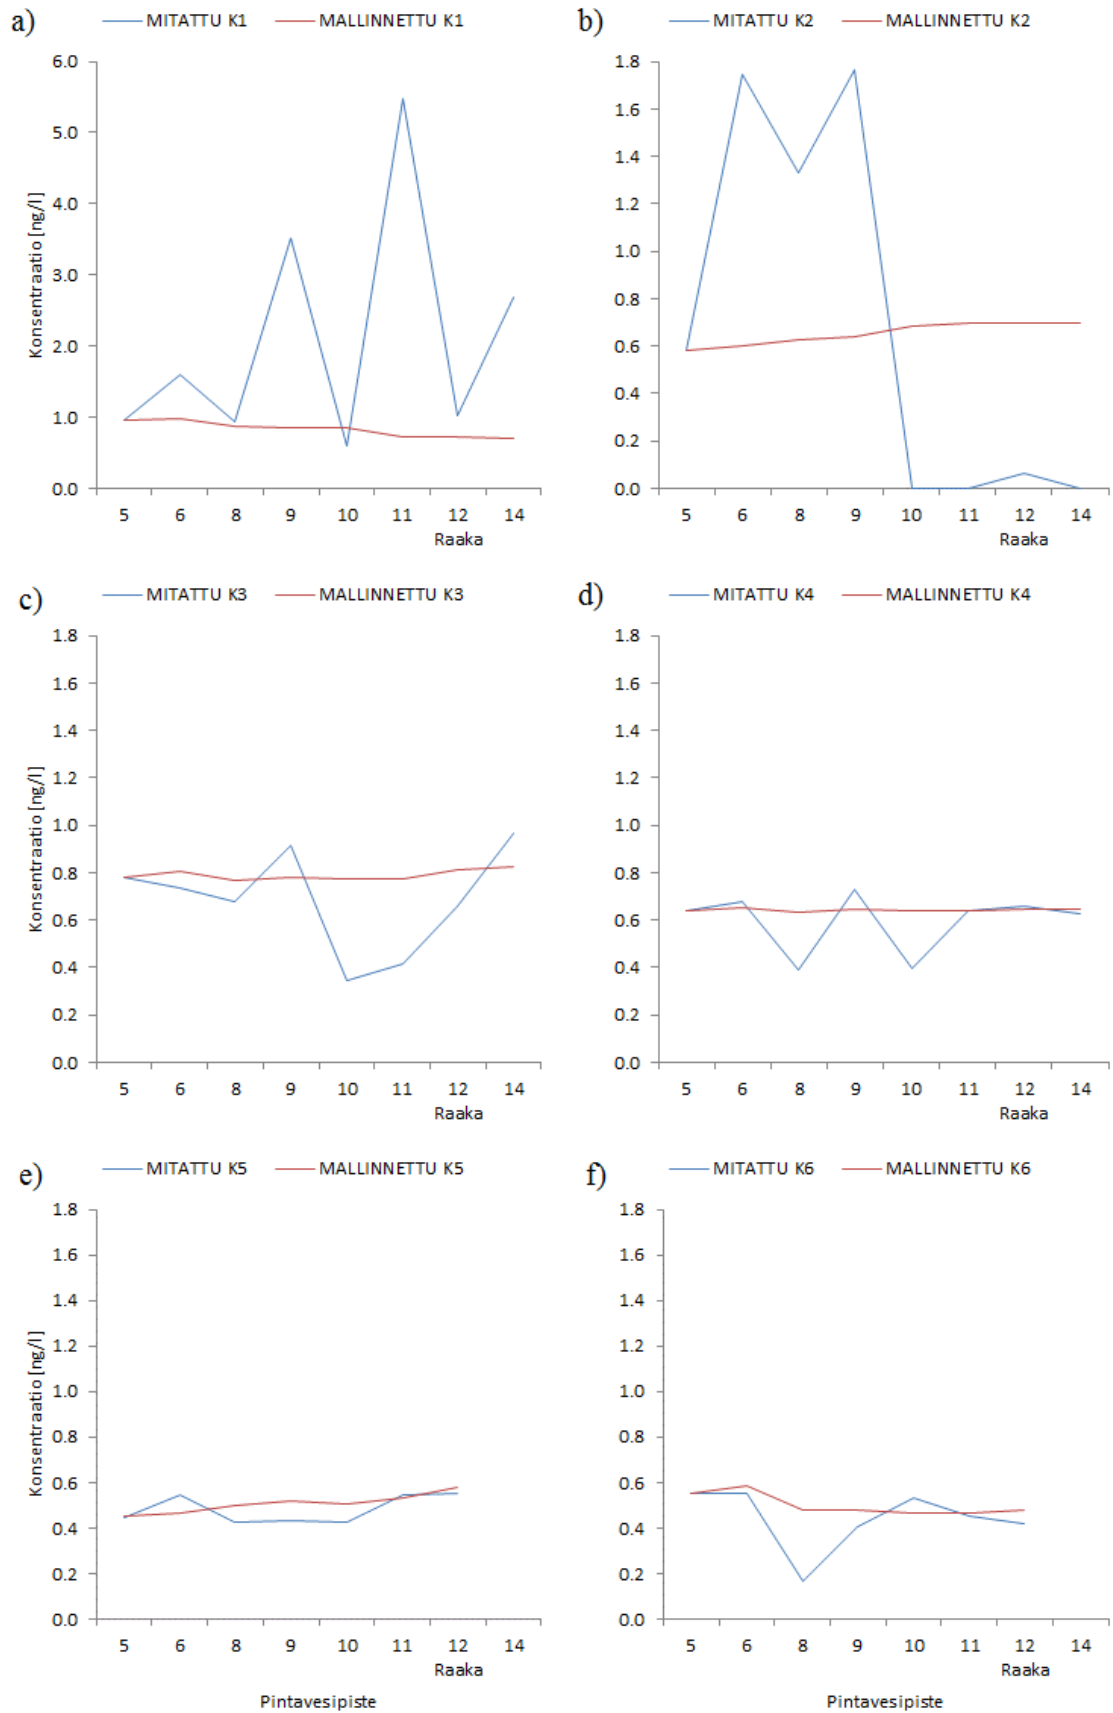 a)
MITATTU K1 MALLINNETTU K1
Konsentraatio [ng/l]
6.0
5.0
4.0
3.0
2.0
1.0
0.0
5 6 8 9 10 11 12 14
Raaka
b)
MITATTU K2 MALLINNETTU K2
1.8
1.6
1.4
1.2
1.0
0.8
0.6
0.4
0.2
0.0
5 6 8 9 10 11 12 14
Raaka
c)
MITATTU K3 MALLINNETTU K3
Konsentraatio [ng/l]
1.8
1.6
1.4
1.2
1.0
0.8
0.6
0.4
0.2
0.0
5 6 8 9 10 11 12 14
Raaka
d)
MITATTU K4 MALLINNETTU K4
1.8
1.6
1.4
1.2
1.0
0.8
0.6
0.4
0.2
0.0
5 6 8 9 10 11 12 14
Raaka
e)
MITATTU K5 MALLINNETTU K5
Konsentraatio [ng/l]
1.8
1.6
1.4
1.2
1.0
0.8
0.6
0.4
0.2
0.0
5 6 8 9 10 11 12 14
Raaka
Pintavesipiste
f)
MITATTU K6 MALLINNETTU K6
1.8
1.6
1.4
1.2
1.0
0.8
0.6
0.4
0.2
0.0
5 6 8 9 10 11 12 14
Raaka
Pintavesipiste